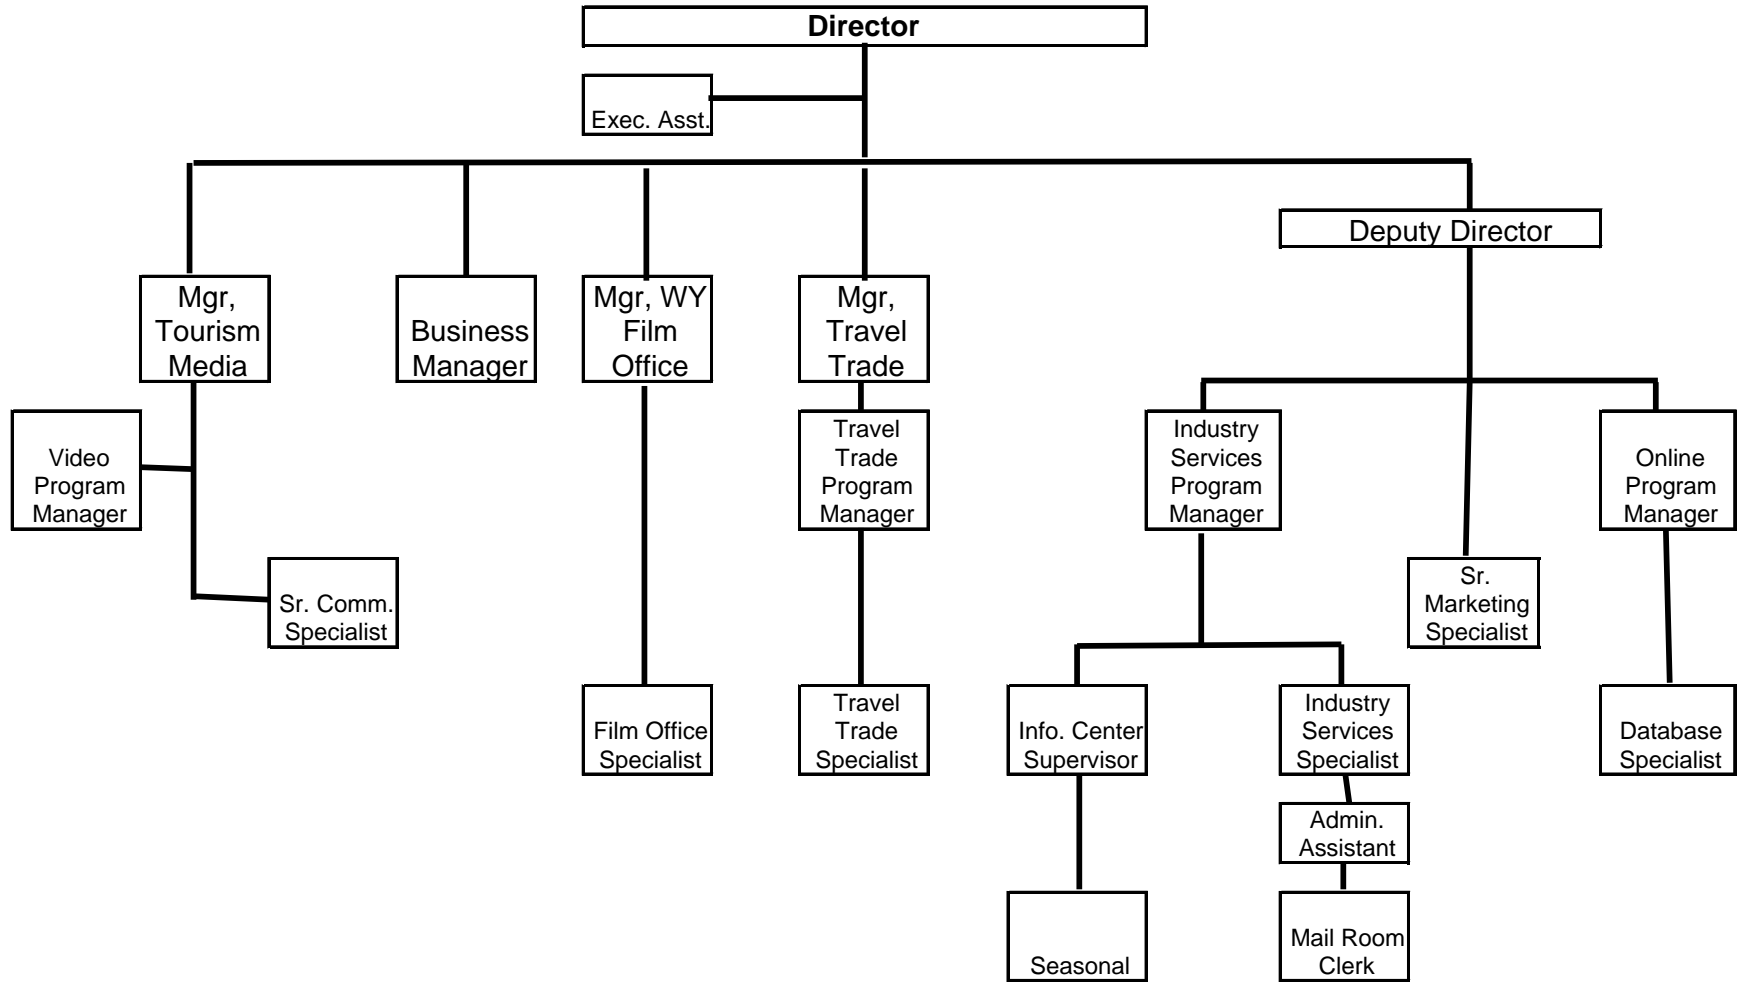 Director
Exec. Asst.
Deputy Director
Mgr,
Tourism
Media
Business
Manager
Mgr, WY
Film
Office
Mgr,
Travel
Trade
Video
Program
Manager
Travel
Trade
Program
Manager
Industry
Services
Program
Manager
Online
Program
Manager
Sr. Comm.
Specialist
Sr.
Marketing
Specialist
Film Office
Specialist
Travel
Trade
Specialist
Info. Center
Supervisor
Industry
Services
Specialist
Database
Specialist
Admin.
Assistant
Seasonal
Mail Room
Clerk